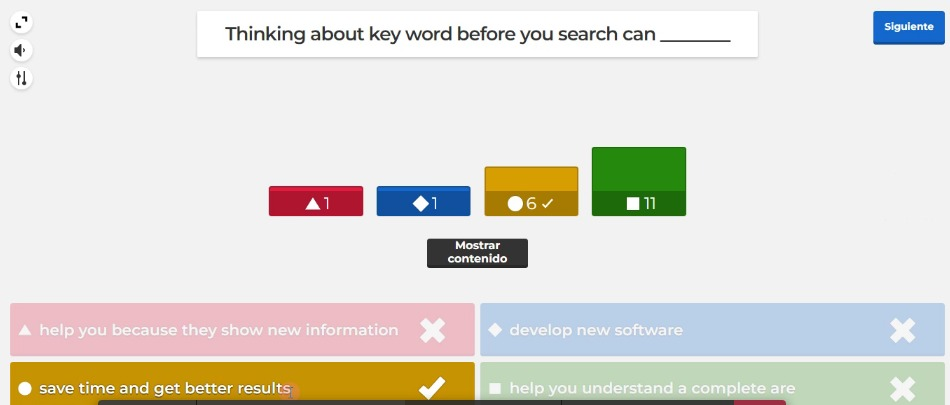 Thinking about key word before you search can ________
Siguiente
1
1
6
11
Mostrar
contenido
help you because they show new information
develop new software
save time and get better results
help you understand a complete are